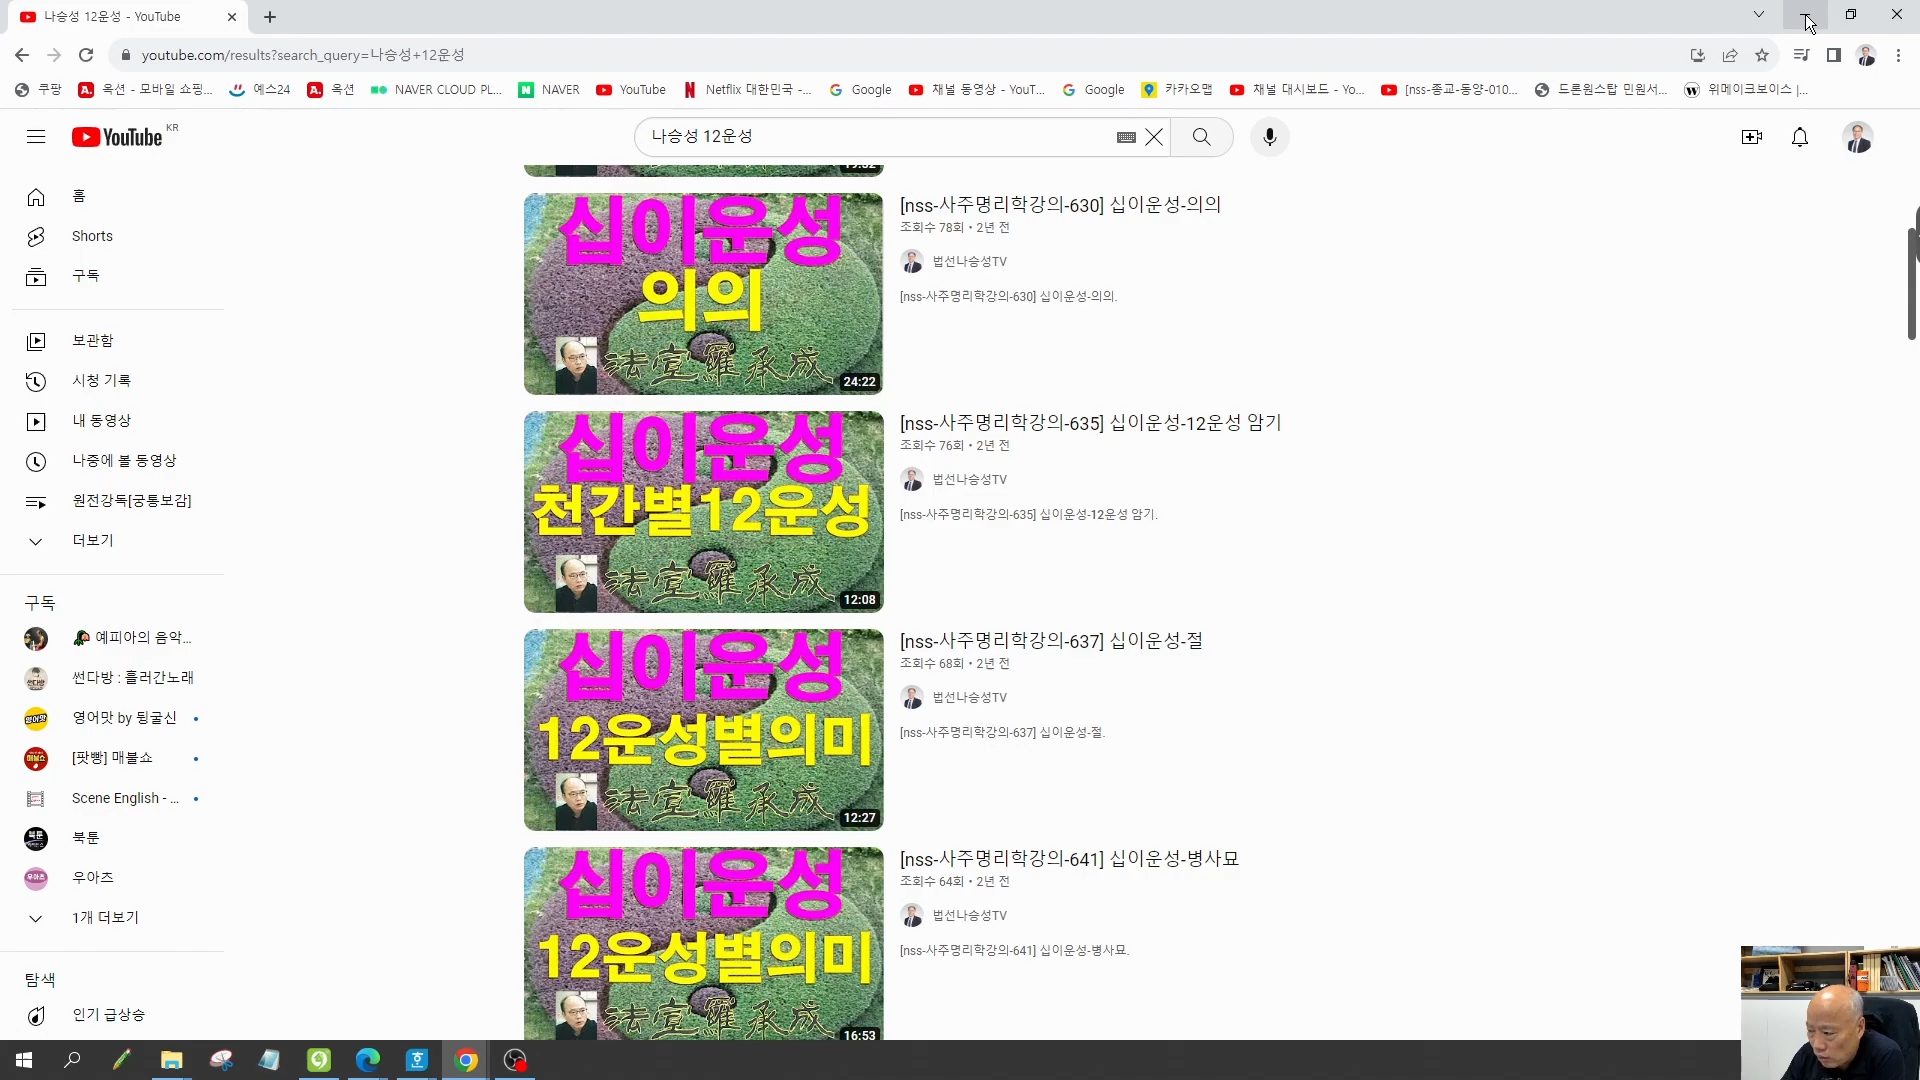 나승성 12운성 - YouTube
youtube.com/results?search_query=나승성+12운성
쿠팡
옥션 - 모바일 쇼핑...
예스24
옥션
NAVER CLOUD PL...
NAVER
YouTube
Netflix 대한민국 -...
Google
채널 동영상 - YouT...
Google
카카오맵
채널 대시보드 - Yo...
[nss-종교-동양-010...
드론원스탑 민원서...
위메이크보이스 |...
YouTube KR
나승성 12운성
홈
Shorts
구독
보관함
시청 기록
내 동영상
나중에 볼 동영상
원전강독[궁통보감]
더보기
구독
예피아의 음악...
썬다방 : 흘러간노래
영어맛 by 튕굴신
[팟빵] 매불쇼
Scene English - ...
북툰
우아즈
1개 더보기
탐색
인기 급상승
십이운성
의의
法宣羅承成
24:22
[nss-사주명리학강의-630] 십이운성-의의
조회수 78회 • 2년 전
법선나승성TV
[nss-사주명리학강의-630] 십이운성-의의.
십이운성
천간별12운성
法宣羅承成
12:08
[nss-사주명리학강의-635] 십이운성-12운성 암기
조회수 76회 • 2년 전
법선나승성TV
[nss-사주명리학강의-635] 십이운성-12운성 암기.
십이운성
12운성별의미
法宣羅承成
12:27
[nss-사주명리학강의-637] 십이운성-절
조회수 68회 • 2년 전
법선나승성TV
[nss-사주명리학강의-637] 십이운성-절.
십이운성
12운성별의미
法宣羅承成
16:53
[nss-사주명리학강의-641] 십이운성-병사묘
조회수 64회 • 2년 전
법선나승성TV
[nss-사주명리학강의-641] 십이운성-병사묘.